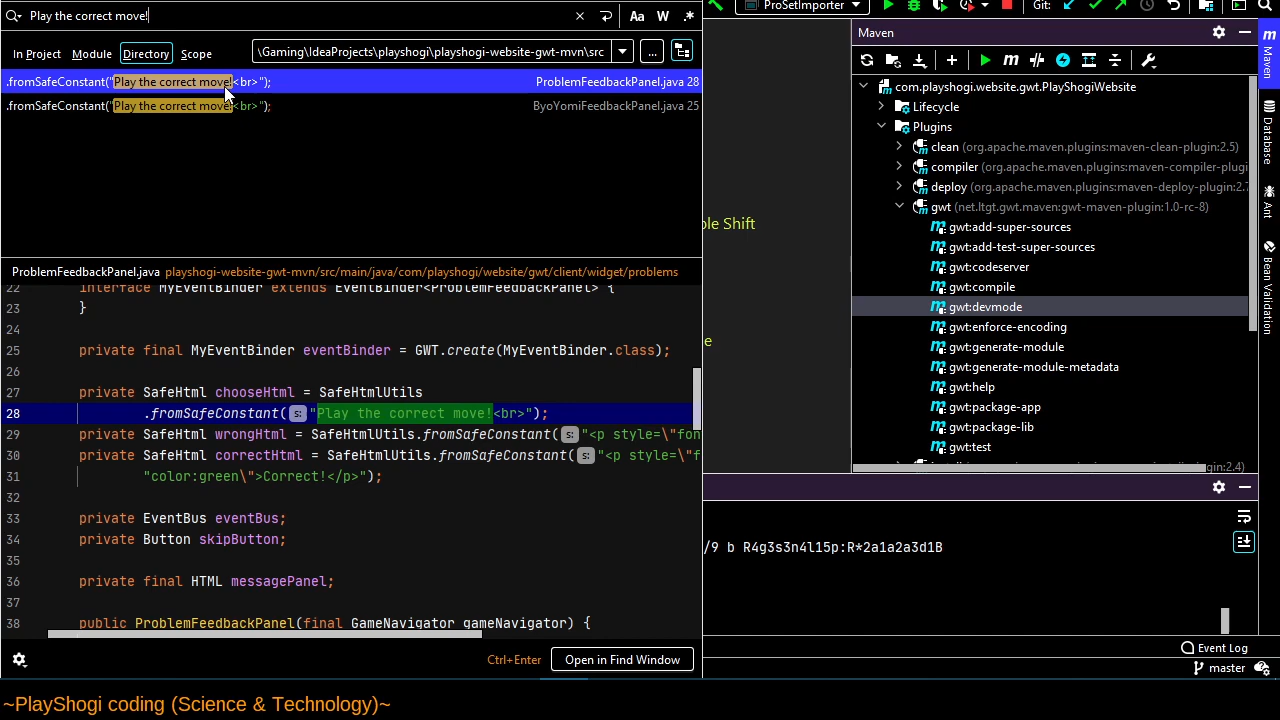 Play the correct move!
Aa W .*
In Project Module Directory Scope \Gaming\IdeaProjects\playshogi\playshogi-website-gwt-mvn\src ...
.fromSafeConstant("Play the correct move!<br>"); ProblemFeedbackPanel.java 28
.fromSafeConstant("Play the correct move!<br>"); ByoYomiFeedbackPanel.java 25
ProblemFeedbackPanel.java playshogi-website-gwt-mvn/src/main/java/com/playshogi/website/gwt/client/widget/problems
22 interface MyEventBinder extends EventBinder<ProblemFeedbackPanel> {
23 }
24
25 private final MyEventBinder eventBinder = GWT.create(MyEventBinder.class);
26
27 private SafeHtml chooseHtml = SafeHtmlUtils
28 .fromSafeConstant( s: "Play the correct move!<br>");
29 private SafeHtml wrongHtml = SafeHtmlUtils.fromSafeConstant( s: "<p style=\"fon
30 private SafeHtml correctHtml = SafeHtmlUtils.fromSafeConstant( s: "<p style=\"f
31 "color:green\">Correct!</p>");
32
33 private EventBus eventBus;
34 private Button skipButton;
35
36 private final HTML messagePanel;
37
38 public ProblemFeedbackPanel(final GameNavigator gameNavigator) {
Ctrl+Enter Open in Find Window
ProSetImporter Git:
ble Shift
e
Maven
m
com.playshogi.website.gwt.PlayShogiWebsite
Lifecycle
Plugins
clean (org.apache.maven.plugins:maven-clean-plugin:2.5)
compiler (org.apache.maven.plugins:maven-compiler-plugi
deploy (org.apache.maven.plugins:maven-deploy-plugin:2.7
gwt (net.ltgt.gwt.maven:gwt-maven-plugin:1.0-rc-8)
gwt:add-super-sources
gwt:add-test-super-sources
gwt:codeserver
gwt:compile
gwt:devmode
gwt:enforce-encoding
gwt:generate-module
gwt:generate-module-metadata
gwt:help
gwt:package-app
gwt:package-lib
gwt:test
m Maven
Database
Ant
Bean Validation
/9 b R4g3s3n4l15p:R*2a1a2a3d1B
Event Log
master
~PlayShogi coding (Science & Technology)~